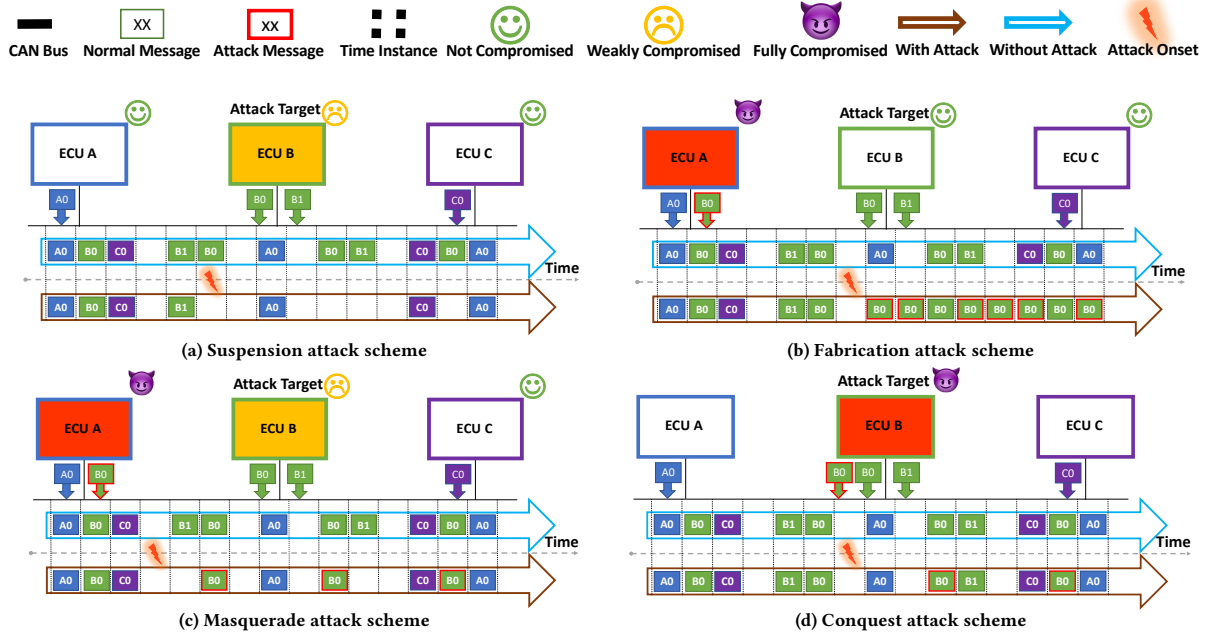 XX XX
CAN Bus Normal Message Attack Message Time Instance Not Compromised Weakly Compromised Fully Compromised With Attack Without Attack Attack Onset
Attack Target
ECU A ECU B ECU C
A0 B0 B1 C0
A0 B0 C0 B1 B0 A0 B0 B1 C0 B0 A0
Time
A0 B0 C0 B1 A0 C0 A0
(a) Suspension attack scheme
Attack Target
ECU A ECU B ECU C
A0 B0 B0 B1 C0
A0 B0 C0 B1 B0 A0 B0 B1 C0 B0 A0
Time
A0 B0 C0 B1 B0 B0 B0 B0 B0 B0 B0 B0 B0
(b) Fabrication attack scheme
Attack Target
ECU A ECU B ECU C
A0 B0 B0 B1 C0
A0 B0 C0 B1 B0 A0 B0 B1 C0 B0 A0
Time
A0 B0 C0 B0 A0 B0 C0 B0 A0
(c) Masquerade attack scheme
Attack Target
ECU A ECU B ECU C
A0 B0 B0 B1 C0
A0 B0 C0 B1 B0 A0 B0 B1 C0 B0 A0
Time
A0 B0 C0 B1 B0 A0 B0 B1 C0 B0 A0
(d) Conquest attack scheme